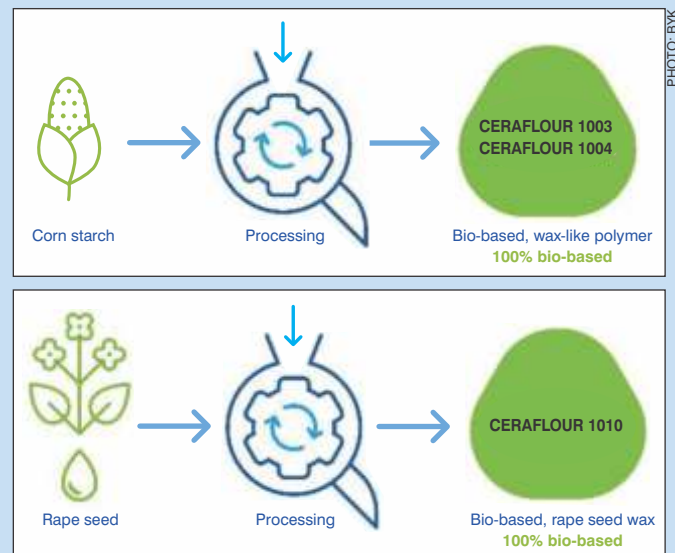 PHOTO: BYK
CERAFLOUR 1003
CERAFLOUR 1004
Corn starch
Processing
Bio-based, wax-like polymer
100% bio-based
CERAFLOUR 1010
Rape seed
Processing
Bio-based, rape seed wax
100% bio-based